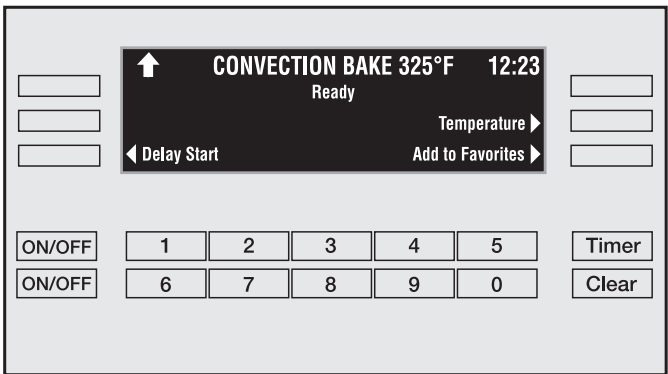 CONVECTION BAKE 325°F 12:23
Ready
Temperature
Delay Start Add to Favorites
ON/OFF 1 2 3 4 5 Timer
ON/OFF 6 7 8 9 0 Clear